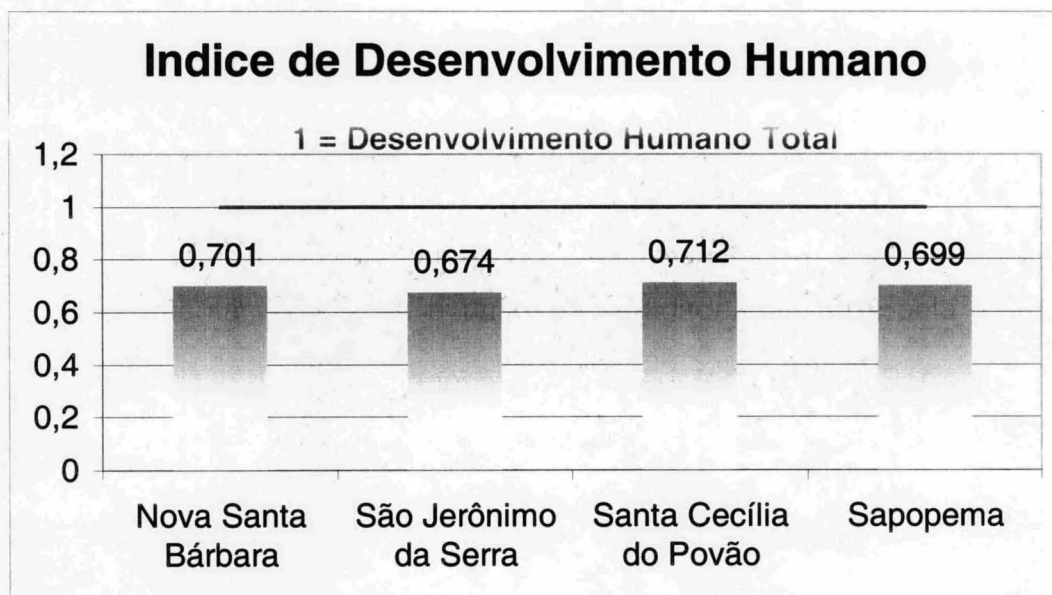 Indice de Desenvolvimento Humano
1 = Desenvolvimento Humano Total
1,2
1
0,8
0,6
0,4
0,2
0
0,701
0,674
0,712
0,699
Nova Santa
Bárbara
São Jerônimo
da Serra
Santa Cecília
do Povão
Sapopema